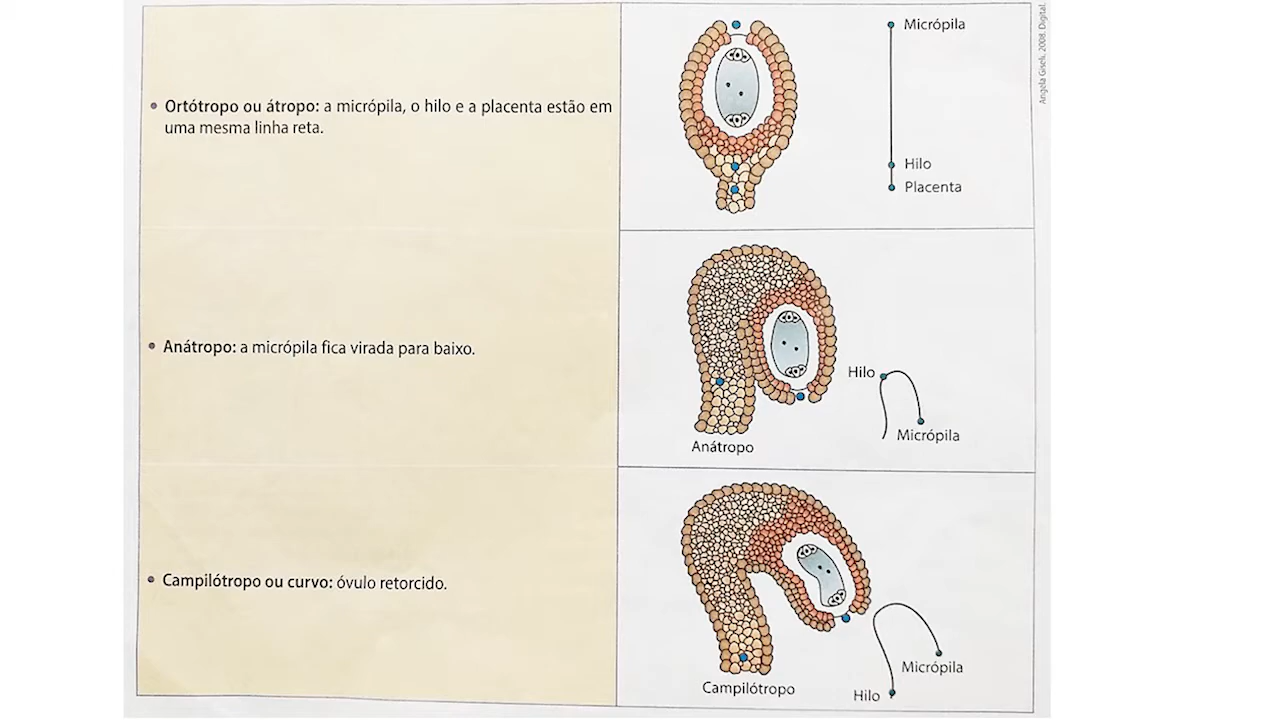 • Ortótropo ou átropo: a micrópila, o hilo e a placenta estão em
uma mesma linha reta.
Micrópila
Hilo
Placenta
Angela Giseli. 2008. Digital.
• Anátropo: a micrópila fica virada para baixo.
Hilo
Micrópila
Anátropo
• Campilótropo ou curvo: óvulo retorcido.
Micrópila
Hilo
Campilótropo